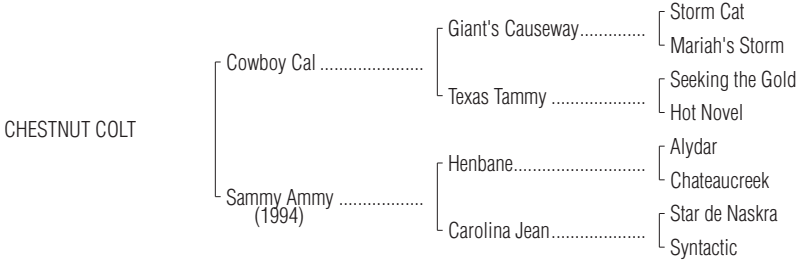 Storm Cat
Giant's Causeway..............
Mariah's Storm
Cowboy Cal ......................
Seeking the Gold
Texas Tammy ....................
Hot Novel
CHESTNUT COLT
Alydar
Henbane............................
Chateaucreek
Sammy Ammy ..................
(1994)
Star de Naskra
Carolina Jean....................
Syntactic